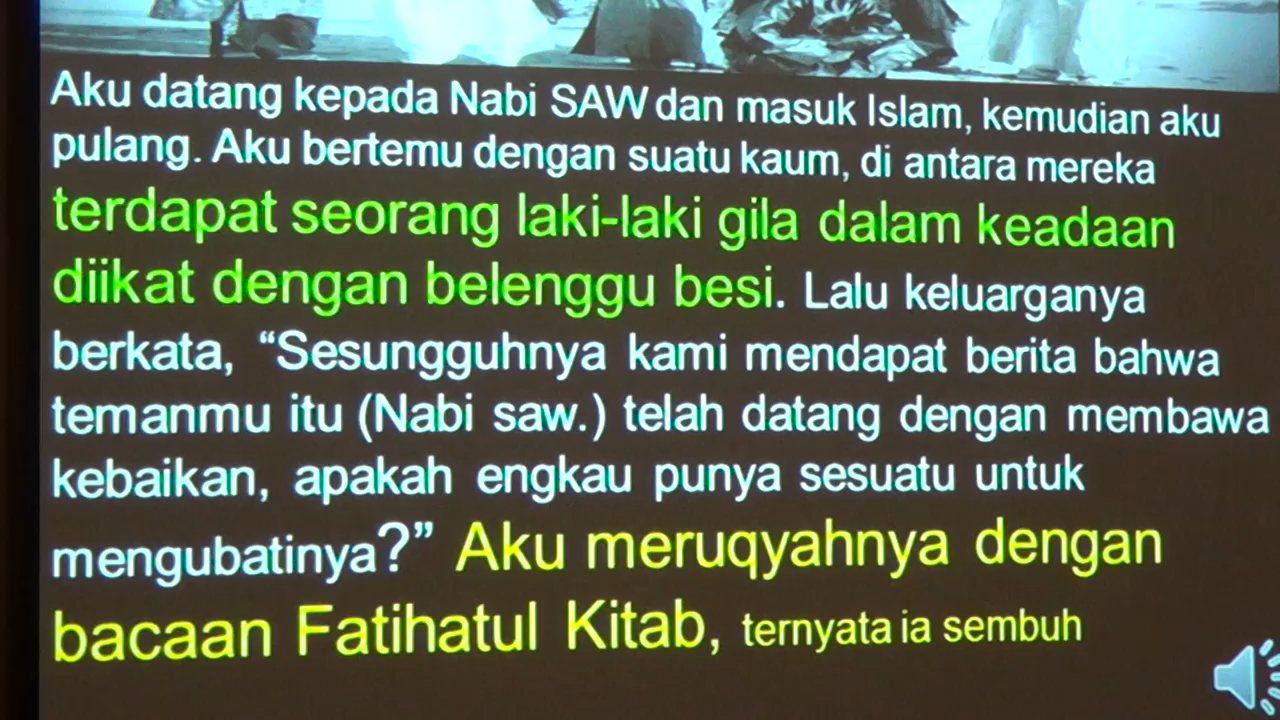 Aku datang kepada Nabi SAW dan masuk Islam, kemudian aku
pulang. Aku bertemu dengan suatu kaum, di antara mereka
terdapat seorang laki-laki gila dalam keadaan
diikat dengan belenggu besi. Lalu keluarganya
berkata, “Sesungguhnya kami mendapat berita bahwa
temanmu itu (Nabi saw.) telah datang dengan membawa
kebaikan, apakah engkau punya sesuatu untuk
mengubatinya?” Aku meruqyahnya dengan
bacaan Fatihatul Kitab, ternyata ia sembuh